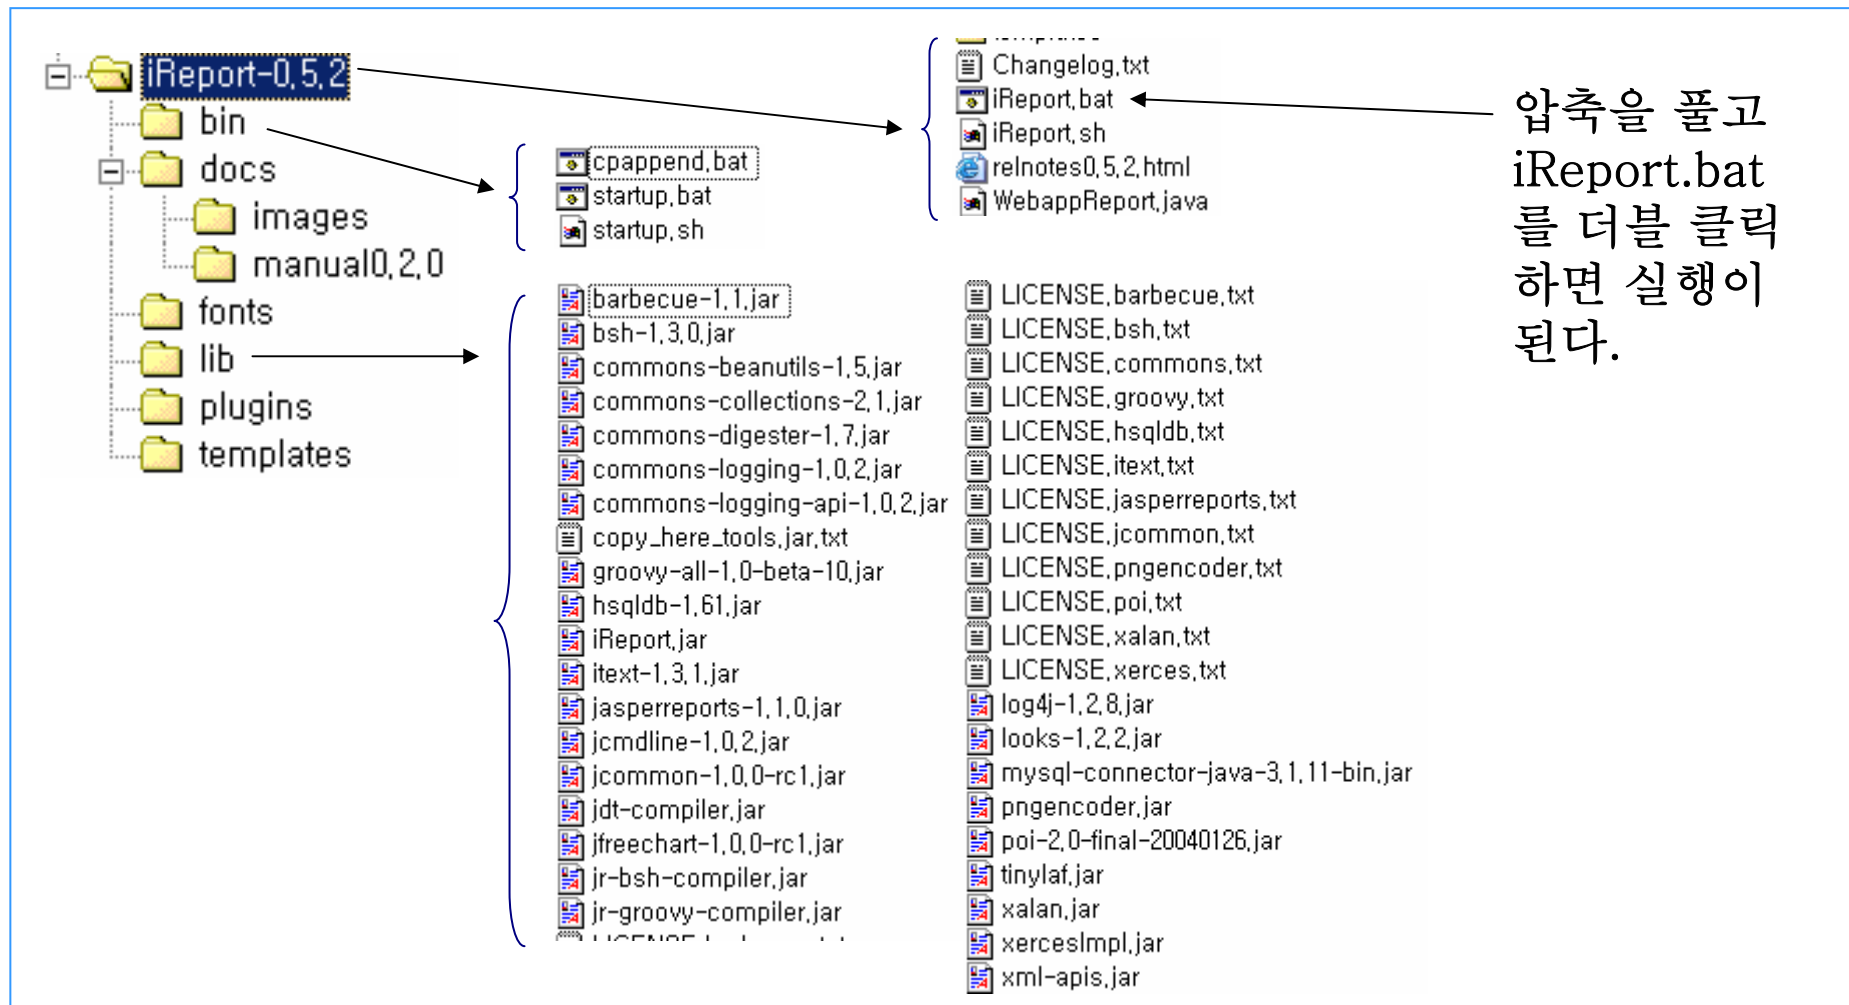 iReport-0.5.2
bin
docs
images
manual0.2.0
fonts
lib
plugins
templates
cpappend.bat
startup.bat
startup.sh
Changelog.txt
iReport.bat
iReport.sh
relnotes0.5.2.html
WebappReport.java
압축을 풀고
iReport.bat
를 더블 클릭
하면 실행이
된다.
barbecue-1.1.jar
bsh-1.3.0.jar
commons-beanutils-1.5.jar
commons-collections-2.1.jar
commons-digester-1.7.jar
commons-logging-1.0.2.jar
commons-logging-api-1.0.2.jar
copy_here_tools.jar.txt
groovy-all-1.0-beta-10.jar
hsqldb-1.61.jar
iReport.jar
itext-1.3.1.jar
jasperreports-1.1.0.jar
jcmdline-1.0.2.jar
jcommon-1.0.0-rc1.jar
jdt-compiler.jar
jfreechart-1.0.0-rc1.jar
jr-bsh-compiler.jar
jr-groovy-compiler.jar
LICENSE.barbecue.txt
LICENSE.bsh.txt
LICENSE.commons.txt
LICENSE.groovy.txt
LICENSE.hsqldb.txt
LICENSE.itext.txt
LICENSE.jasperreports.txt
LICENSE.jcommon.txt
LICENSE.pngencoder.txt
LICENSE.poi.txt
LICENSE.xalan.txt
LICENSE.xerces.txt
log4j-1.2.8.jar
looks-1.2.2.jar
mysql-connector-java-3.1.11-bin.jar
pngencoder.jar
poi-2.0-final-20040126.jar
tinylaf.jar
xalan.jar
xercesImpl.jar
xml-apis.jar